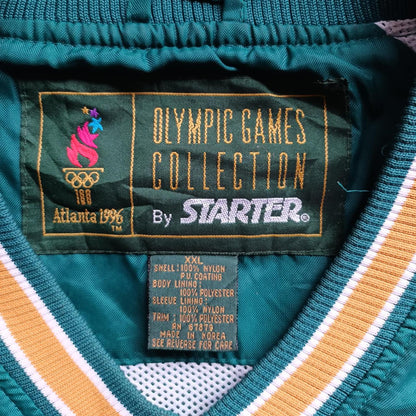 OLYMPIC GAMES
COLLECTION
By STARTER®
100
Atlanta 1996
TM
XXL
SHELL: 100% NYLON
P.U. COATING
BODY LINING:
100% POLYESTER
SLEEVE LINING:
100% NYLON
TRIM : 100% POLYESTER
RN 67879
MADE IN KOREA
SEE REVERSE FOR CARE